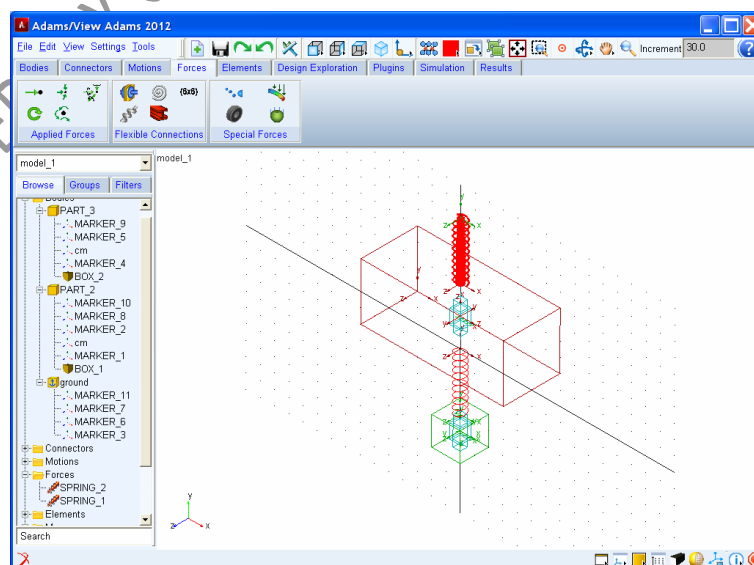 Adams/View Adams 2012
File Edit View Settings Tools
Increment 30.0
Bodies Connectors Motions Forces Elements Design Exploration Plugins Simulation Results
{6x6}
Applied Forces Flexible Connections Special Forces
model_1
model_1
Browse Groups Filters
Bodies
PART_3
MARKER_9
MARKER_5
cm
MARKER_4
BOX_2
PART_2
MARKER_10
MARKER_8
MARKER_2
cm
MARKER_1
BOX_1
ground
MARKER_11
MARKER_7
MARKER_6
MARKER_3
Connectors
Motions
Forces
SPRING_2
SPRING_1
Elements
Search
y
z x